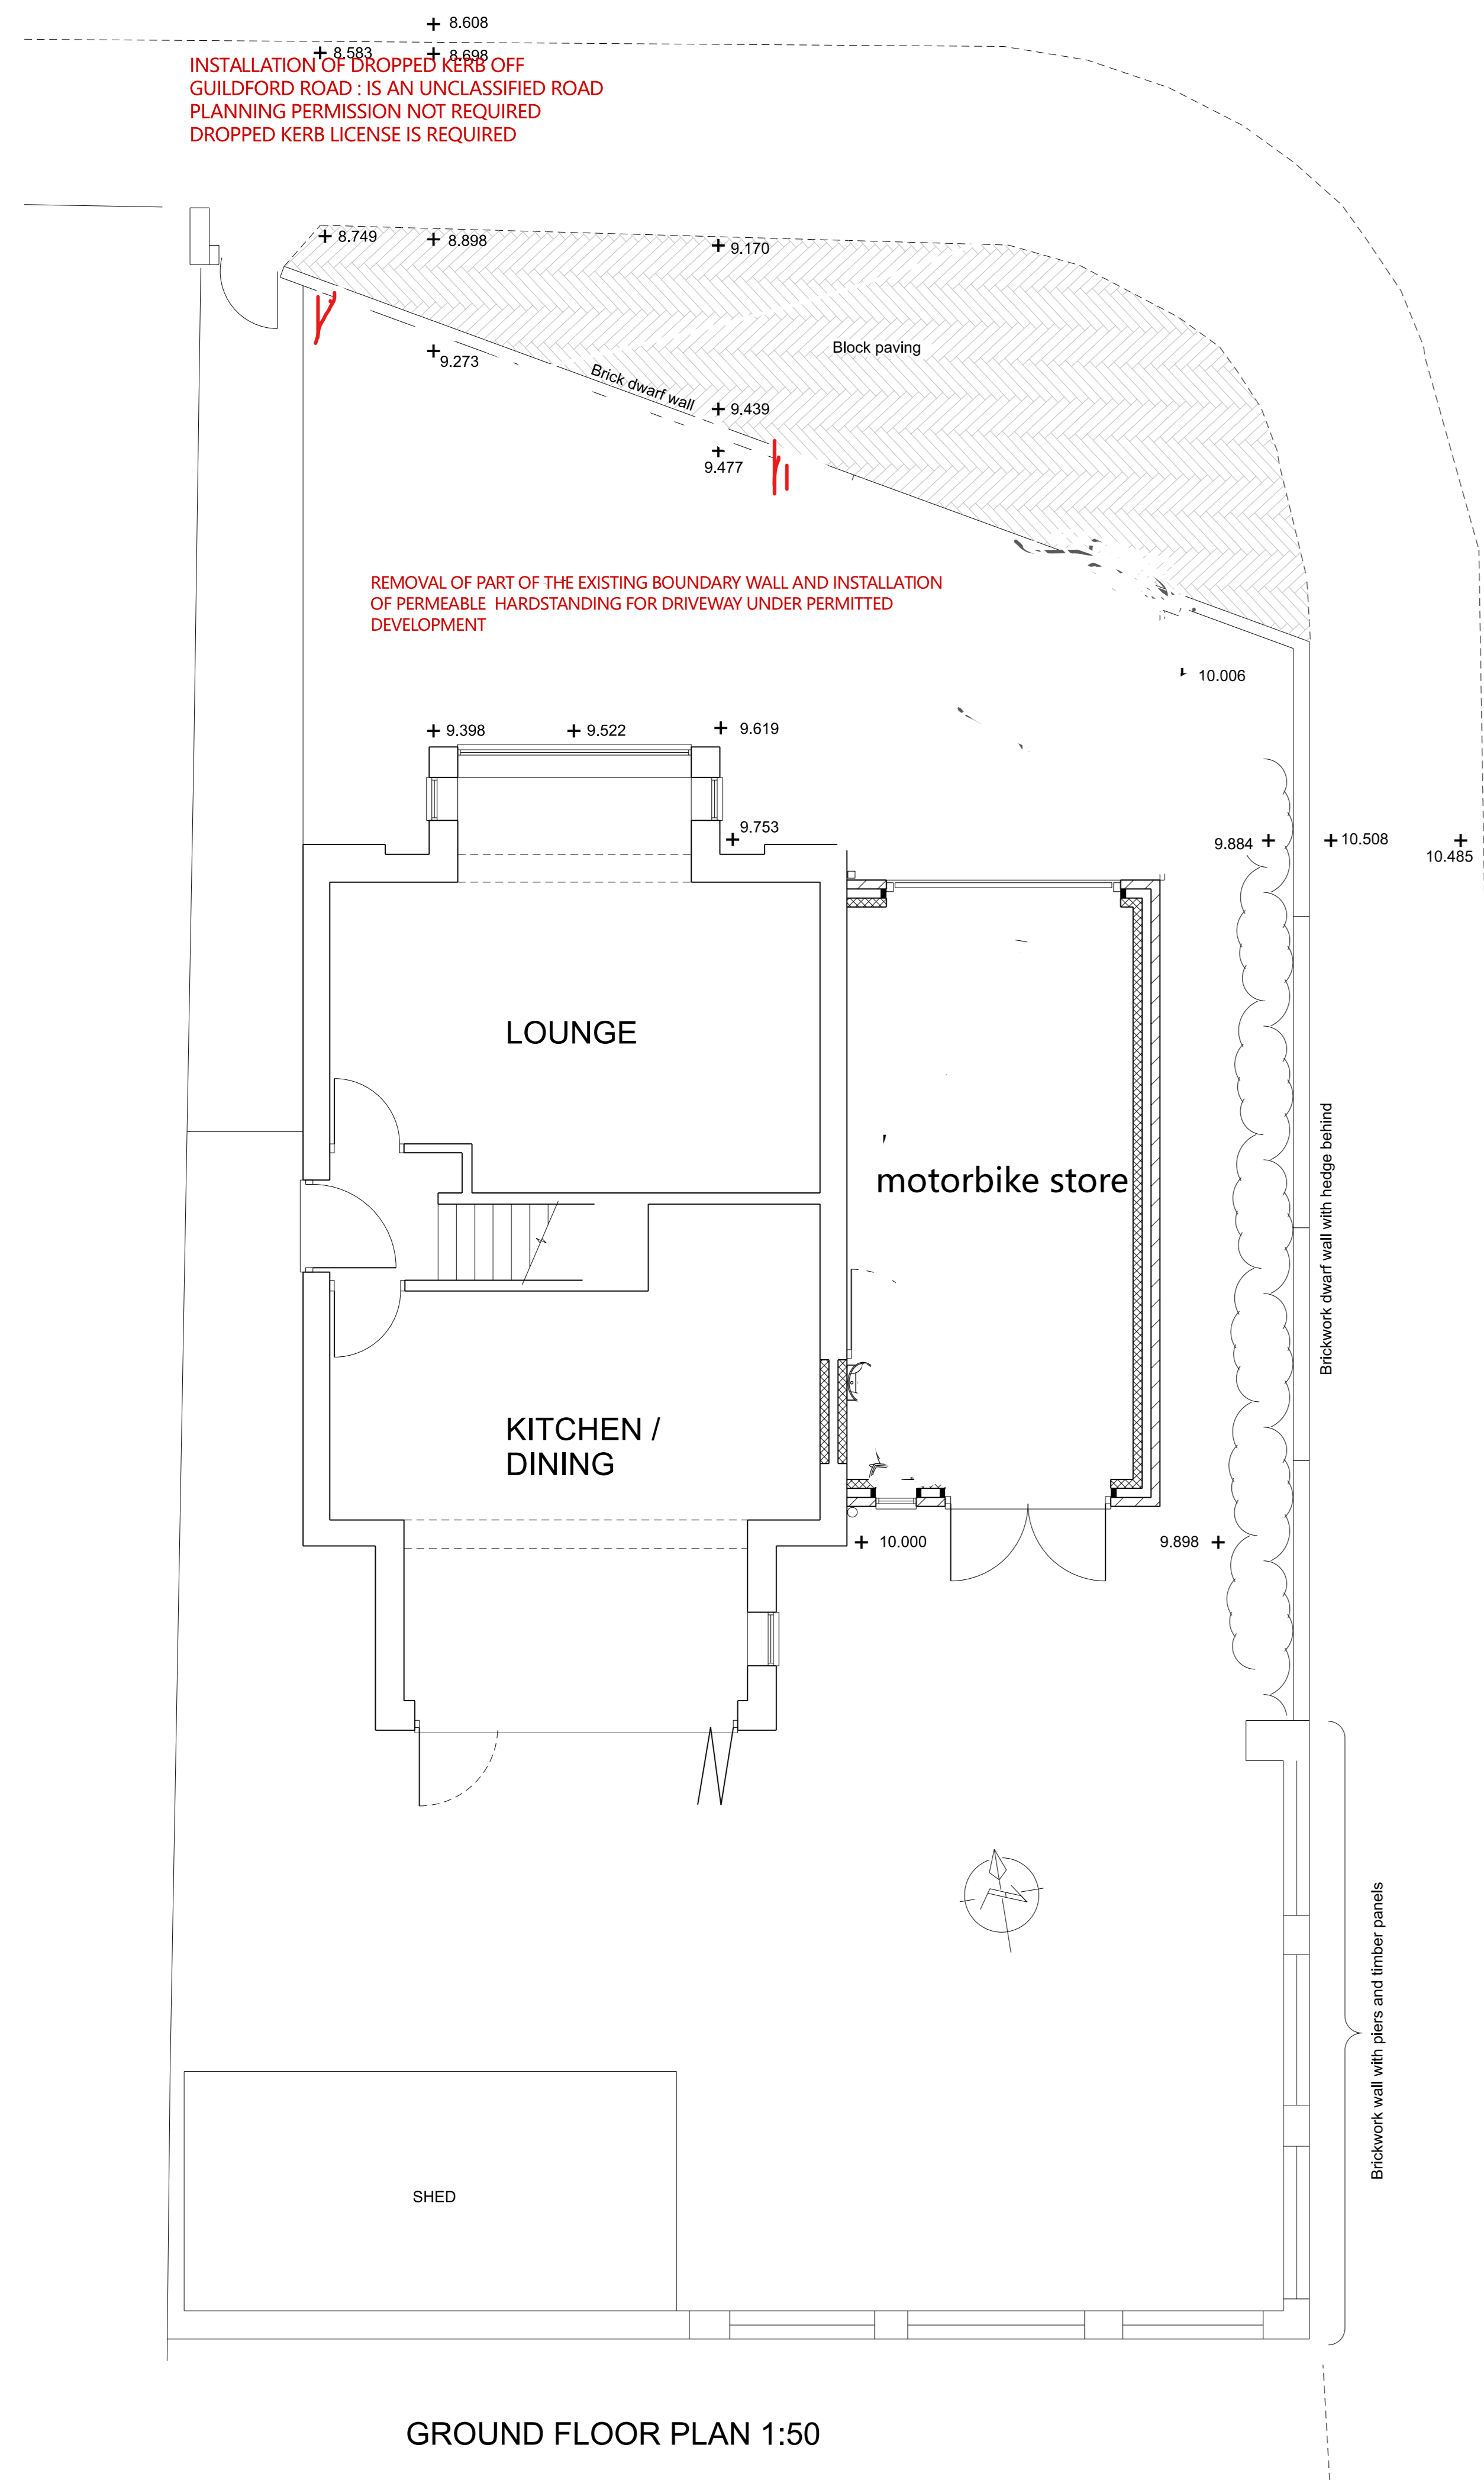 8.608
8.583
8.698
INSTALLATION OF DROPPED KERB OFF
GUILDFORD ROAD : IS AN UNCLASSIFIED ROAD
PLANNING PERMISSION NOT REQUIRED
DROPPED KERB LICENSE IS REQUIRED
8.749
8.898
9.170
Block paving
9.273
Brick dwarf wall
9.439
9.477
REMOVAL OF PART OF THE EXISTING BOUNDARY WALL AND INSTALLATION
OF PERMEABLE HARDSTANDING FOR DRIVEWAY UNDER PERMITTED
DEVELOPMENT
10.006
9.398
9.522
9.619
9.753
9.884
10.508
10.485
LOUNGE
motorbike store
Brickwork dwarf wall with hedge behind
KITCHEN /
DINING
10.000
9.898
Brickwork wall with piers and timber panels
SHED
GROUND FLOOR PLAN 1:50